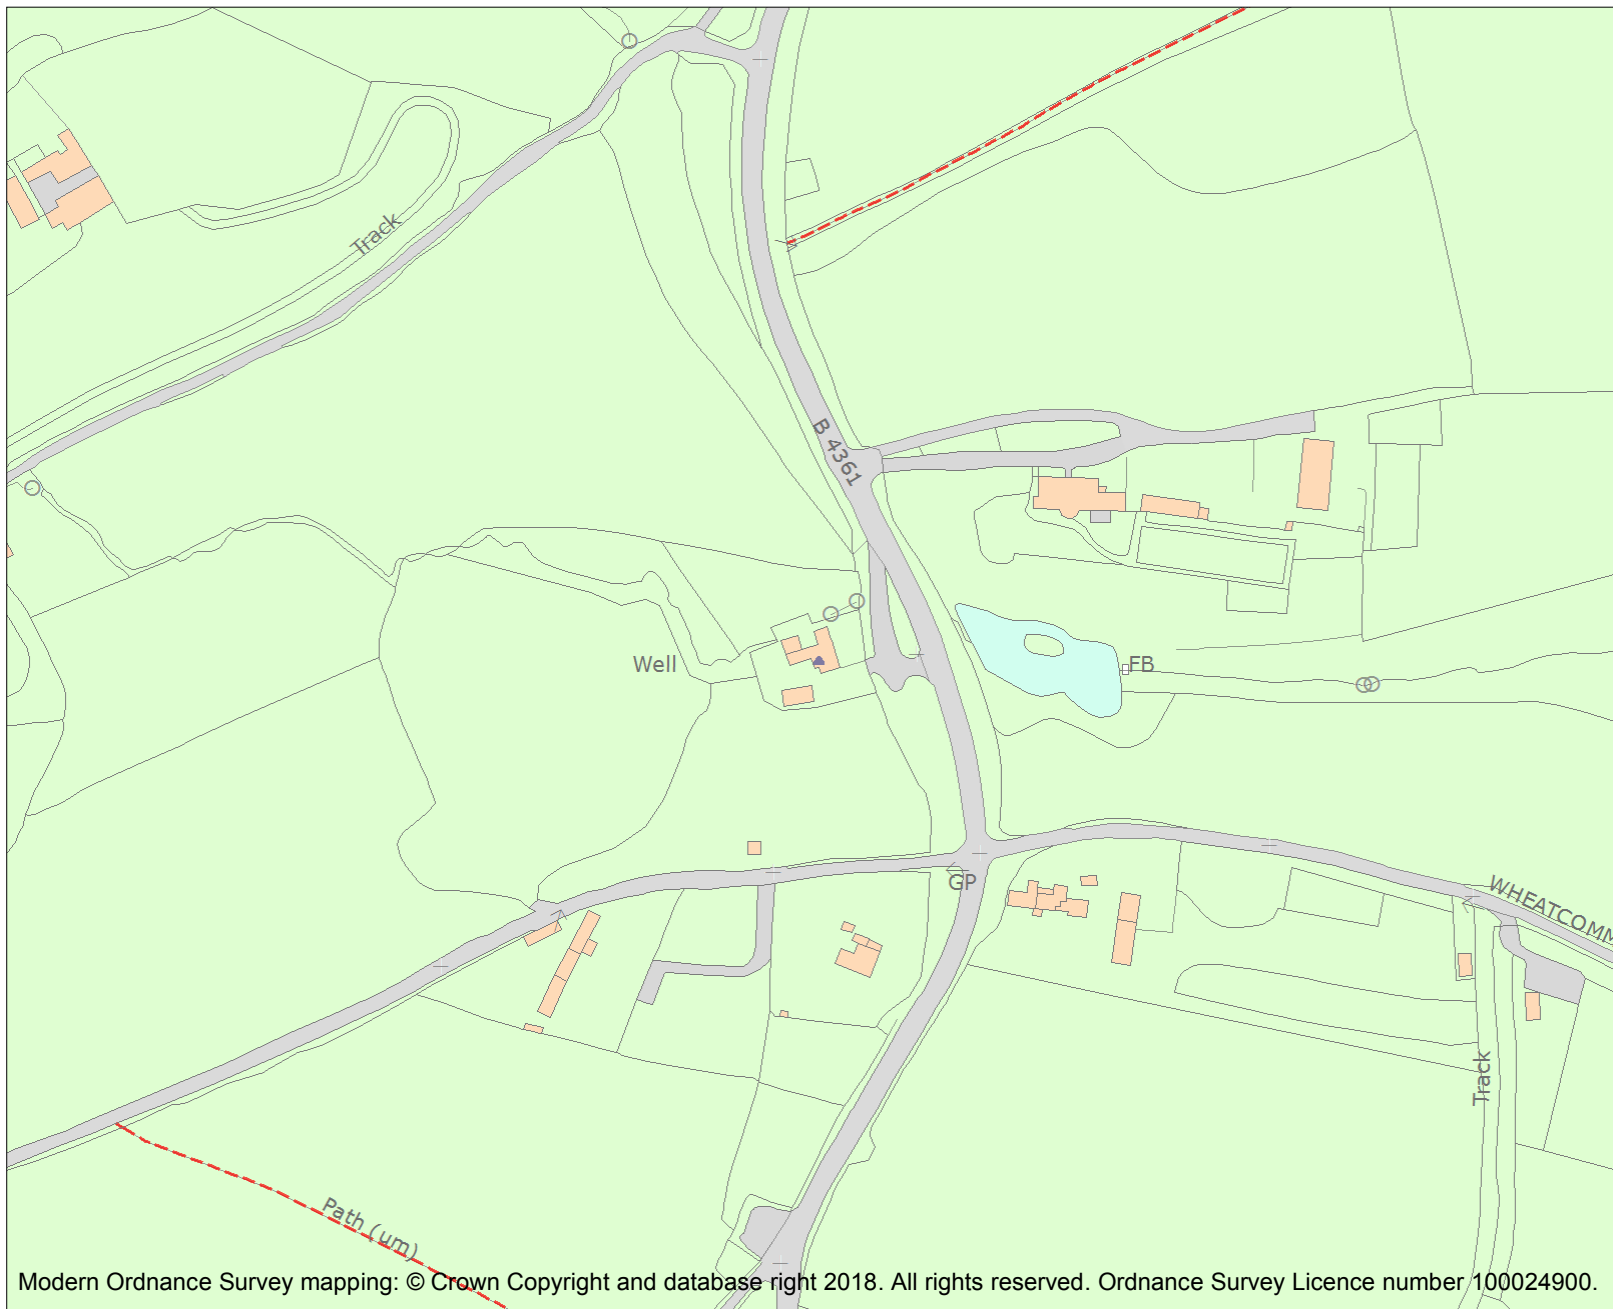 Track
B 4361
Well
FB
GP
WHEATCOMM
Track
Path (um)
Modern Ordnance Survey mapping: © Crown Copyright and database right 2018. All rights reserved. Ordnance Survey Licence number 100024900.